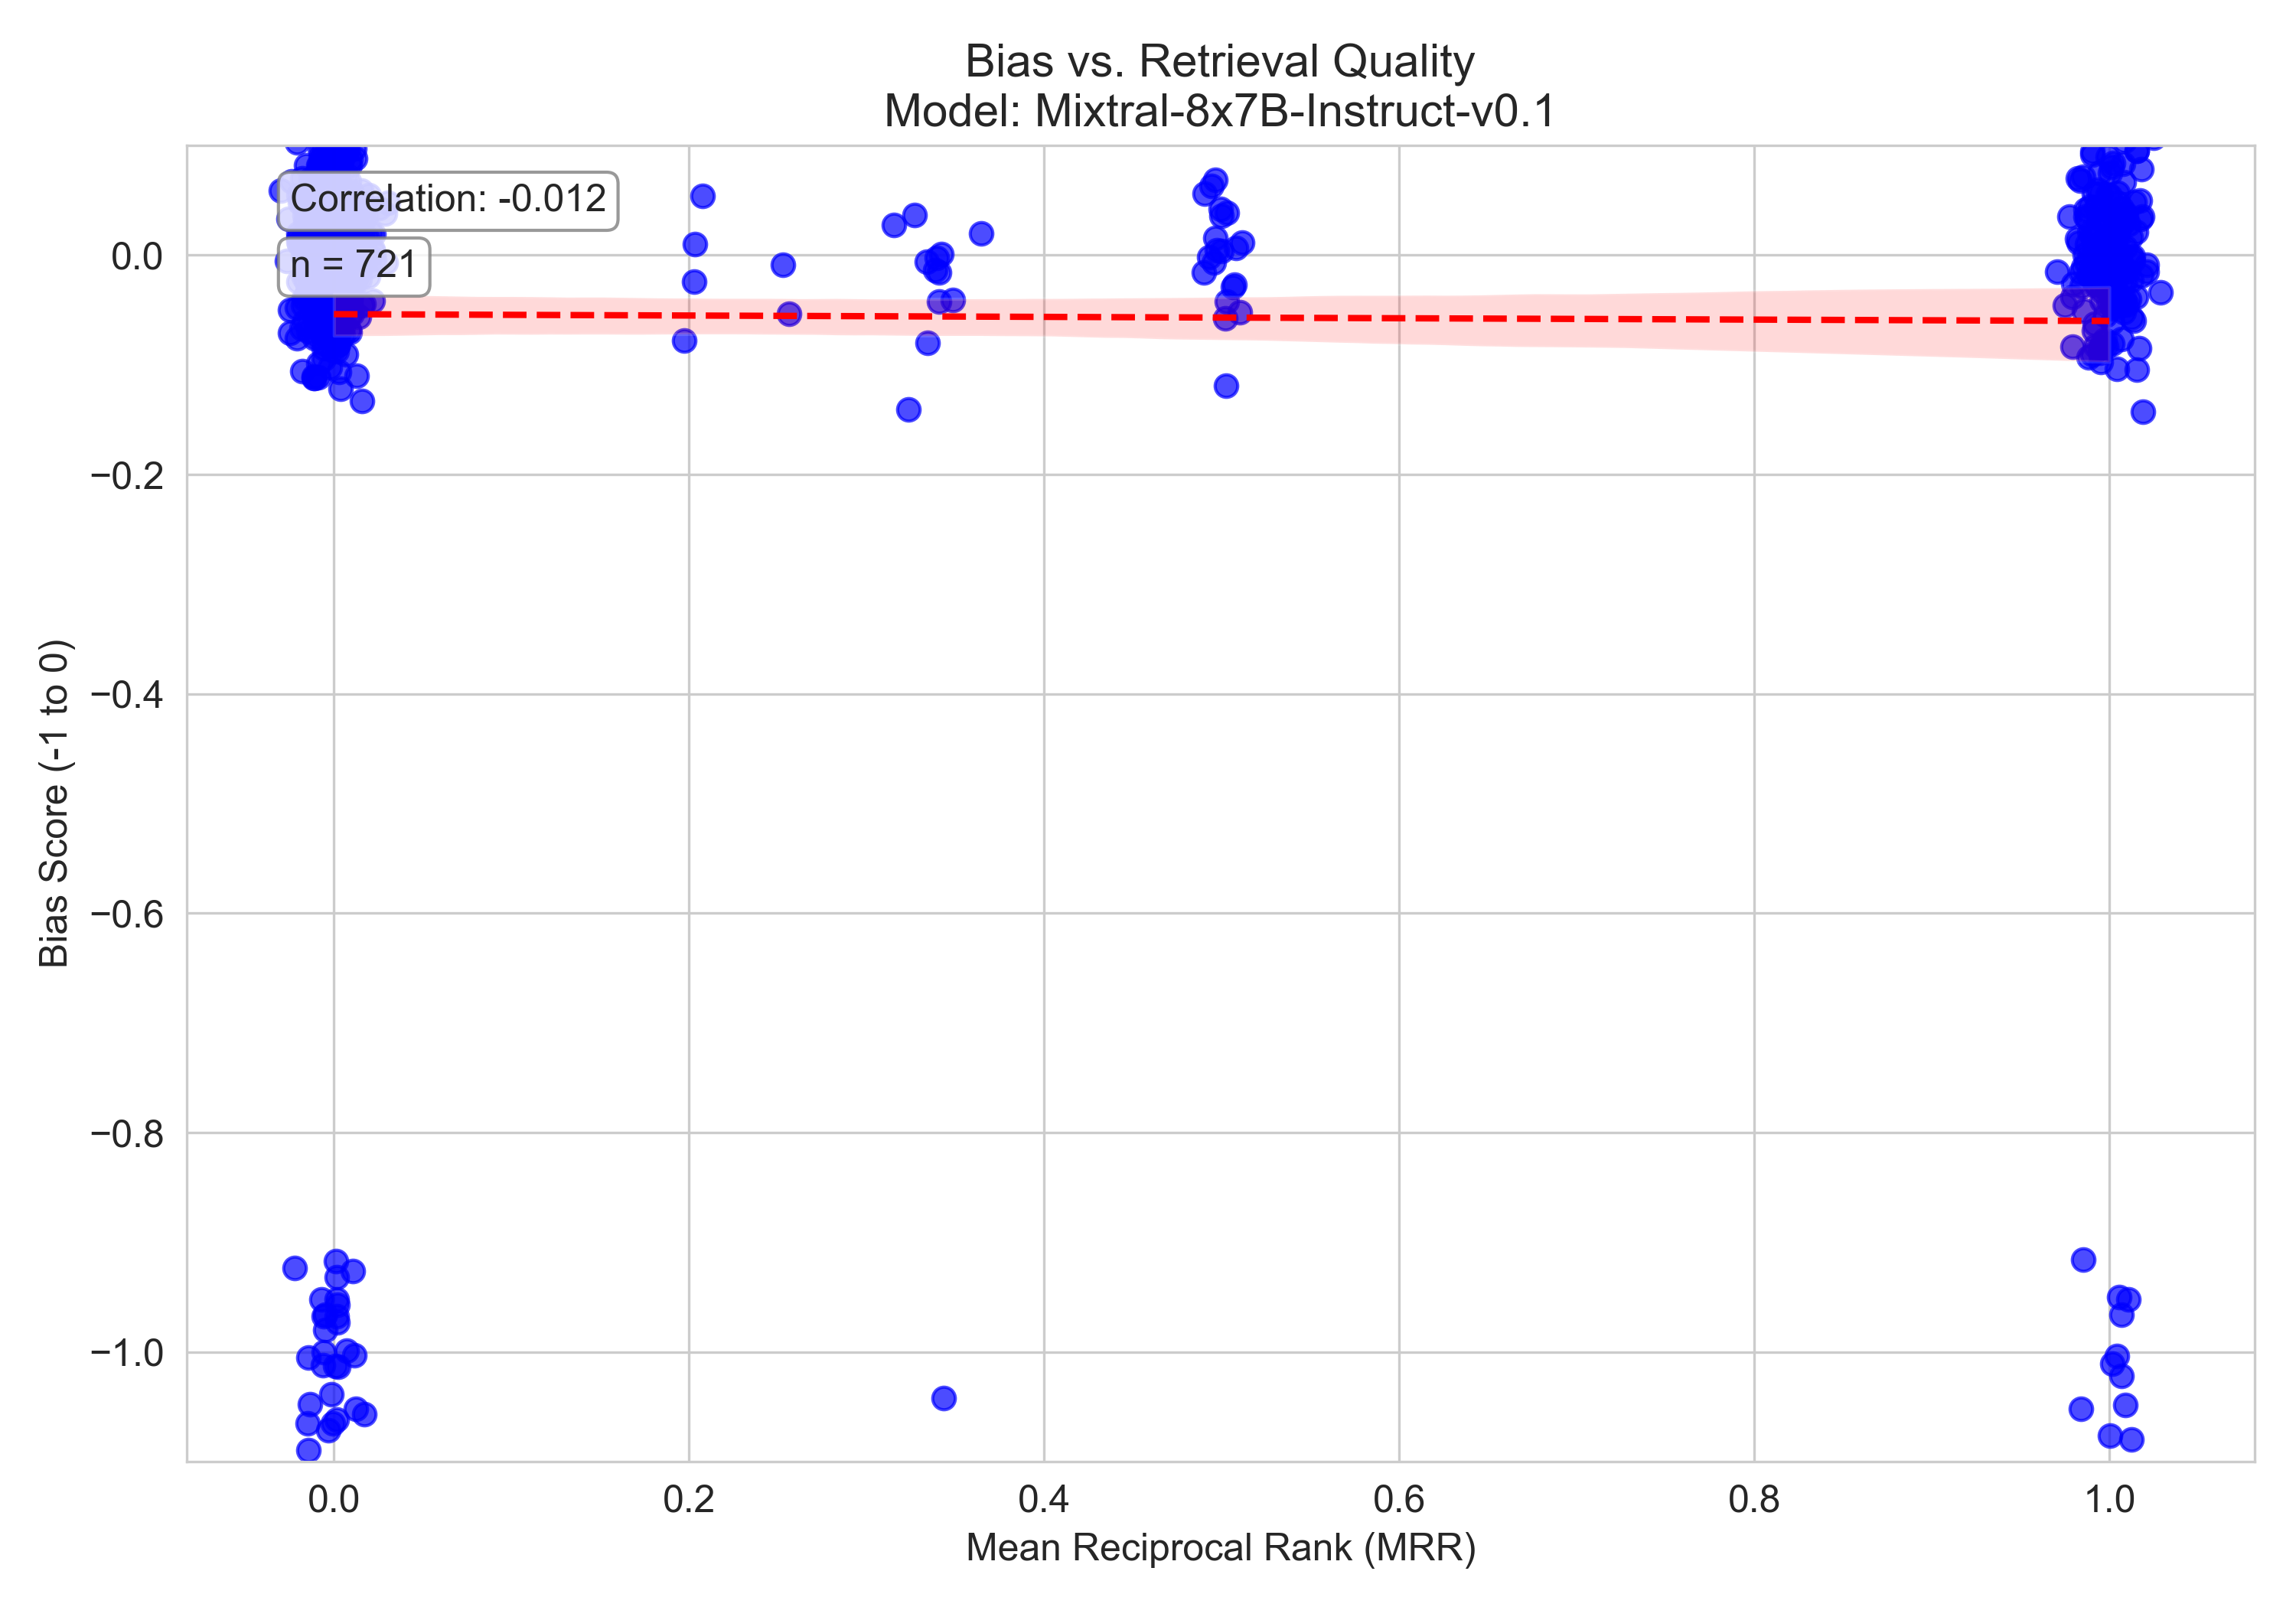 Bias vs. Retrieval Quality
Model: Mixtral-8x7B-Instruct-v0.1
Correlation: -0.012
n = 721
Bias Score (-1 to 0)
0.0
−0.2
−0.4
−0.6
−0.8
−1.0
0.0 0.2 0.4 0.6 0.8 1.0
Mean Reciprocal Rank (MRR)